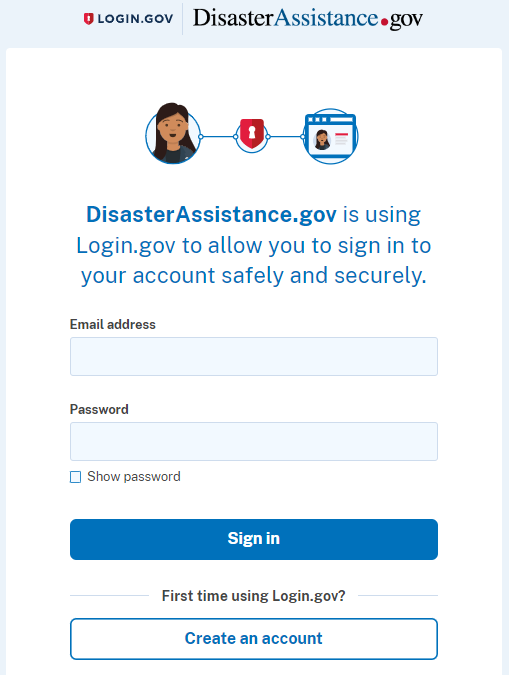 LOGIN.GOV
DisasterAssistance.gov
DisasterAssistance.gov is using
Login.gov to allow you to sign in to
your account safely and securely.
Email address
Password
Show password
Sign in
First time using Login.gov?
Create an account